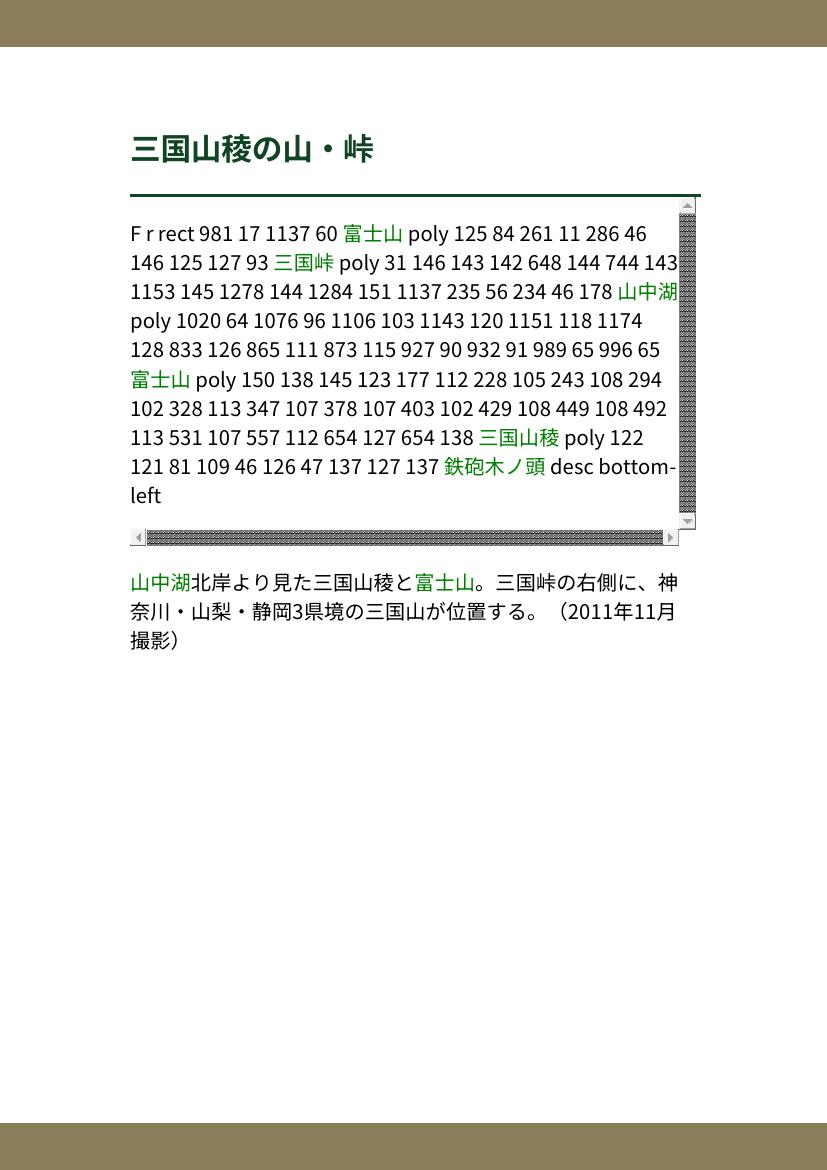 三国山稜の山・峠
F r rect 981 17 1137 60 富士山 poly 125 84 261 11 286 46
146 125 127 93 三国峠 poly 31 146 143 142 648 144 744 143
1153 145 1278 144 1284 151 1137 235 56 234 46 178 山中湖
poly 1020 64 1076 96 1106 103 1143 120 1151 118 1174
128 833 126 865 111 873 115 927 90 932 91 989 65 996 65
富士山 poly 150 138 145 123 177 112 228 105 243 108 294
102 328 113 347 107 378 107 403 102 429 108 449 108 492
113 531 107 557 112 654 127 654 138 三国山稜 poly 122
121 81 109 46 126 47 137 127 137 鉄砲木ノ頭 desc bottom-
left
山中湖北岸より見た三国山稜と富士山。三国峠の右側に、神
奈川・山梨・静岡3県境の三国山が位置する。（2011年11月
撮影）